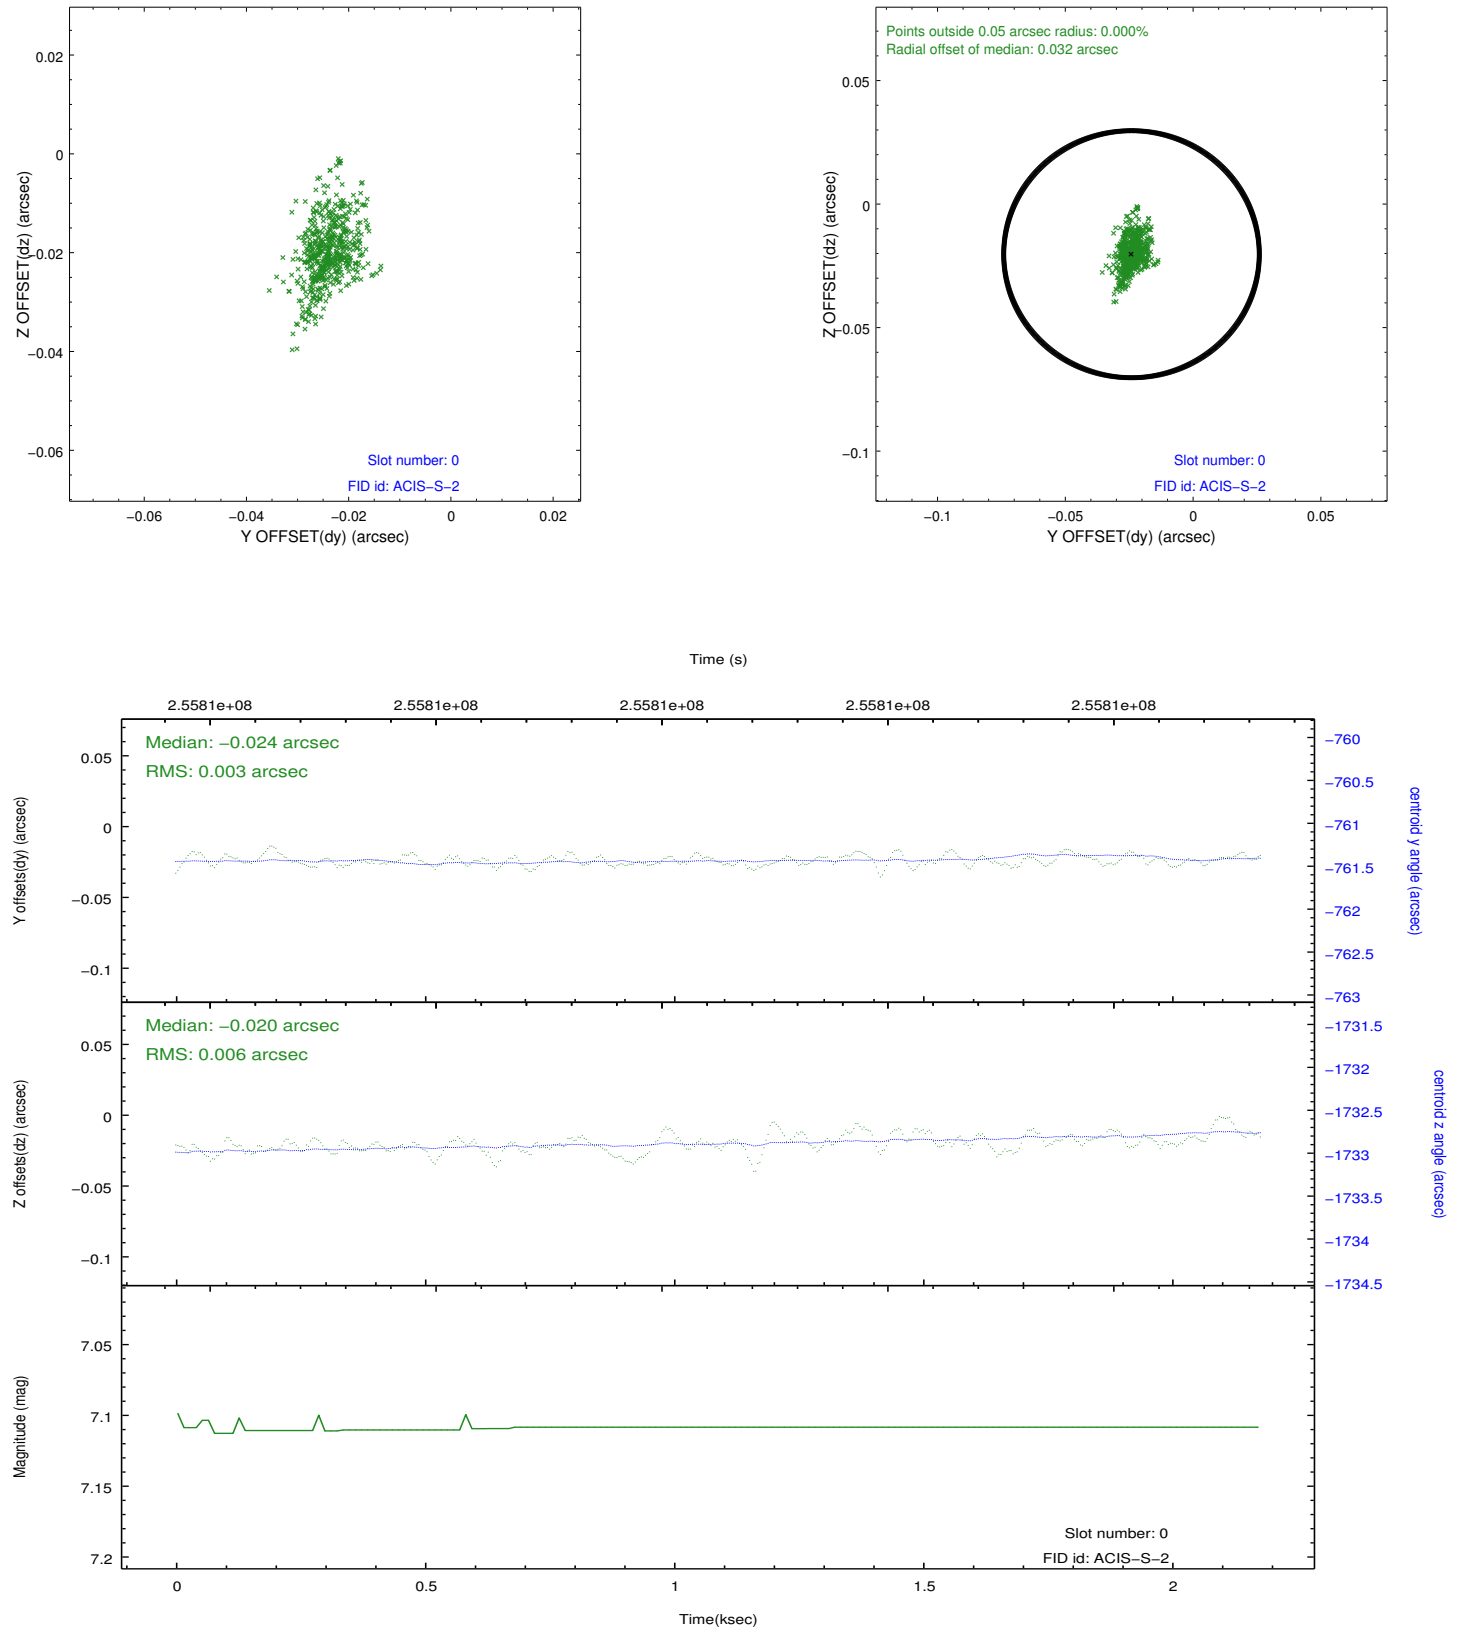 Points outside 0.05 arcsec radius: 0.000%
Radial offset of median: 0.032 arcsec
0.02
0
−0.02
−0.04
−0.06
Z OFFSET(dz) (arcsec)
Slot number: 0
FID id: ACIS−S−2
−0.06 −0.04 −0.02 0 0.02
Y OFFSET(dy) (arcsec)
0.05
0
−0.05
−0.1
Z OFFSET(dz) (arcsec)
Slot number: 0
FID id: ACIS−S−2
−0.1 −0.05 0 0.05
Y OFFSET(dy) (arcsec)
Time (s)
2.5581e+08 2.5581e+08 2.5581e+08 2.5581e+08 2.5581e+08
Median: −0.024 arcsec
RMS: 0.003 arcsec
0.05
0
−0.05
−0.1
Y offsets(dy) (arcsec)
−760
−760.5
−761
−761.5
−762
−762.5
−763
centroid y angle (arcsec)
Median: −0.020 arcsec
RMS: 0.006 arcsec
0.05
0
−0.05
−0.1
Z offsets(dz) (arcsec)
−1731.5
−1732
−1732.5
−1733
−1733.5
−1734
−1734.5
centroid z angle (arcsec)
7.05
7.1
7.15
7.2
Magnitude (mag)
Slot number: 0
FID id: ACIS−S−2
0 0.5 1 1.5 2
Time(ksec)